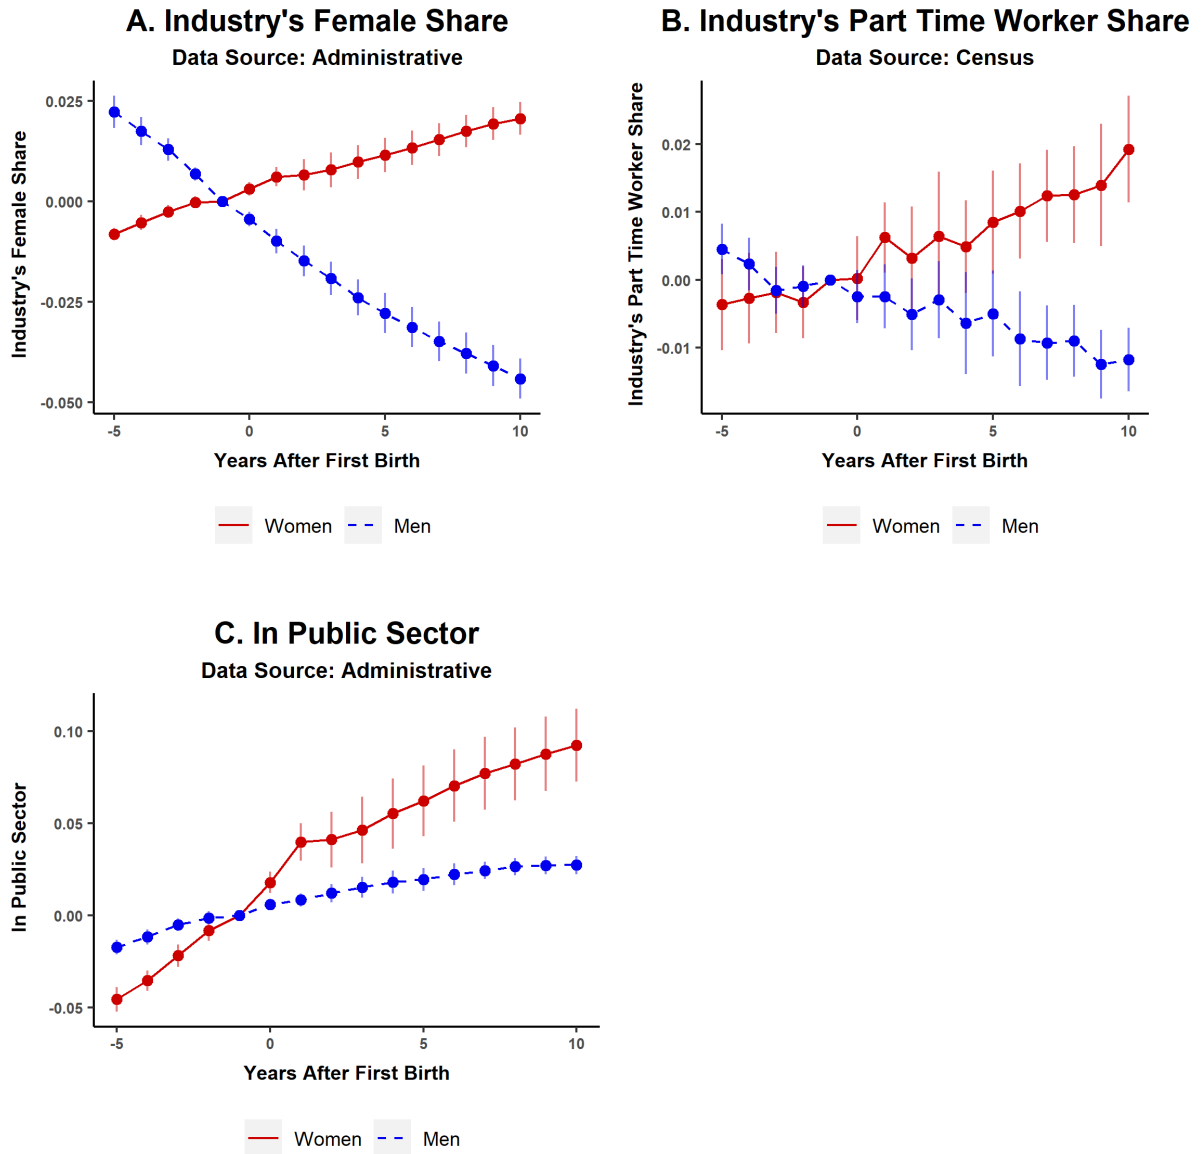 A. Industry's Female Share
Data Source: Administrative
Industry's Female Share
0.025
0.000
-0.025
-0.050
-5 0 5 10
Years After First Birth
Women Men
B. Industry's Part Time Worker Share
Data Source: Census
Industry's Part Time Worker Share
0.02
0.01
0.00
-0.01
-5 0 5 10
Years After First Birth
Women Men
C. In Public Sector
Data Source: Administrative
In Public Sector
0.10
0.05
0.00
-0.05
-5 0 5 10
Years After First Birth
Women Men